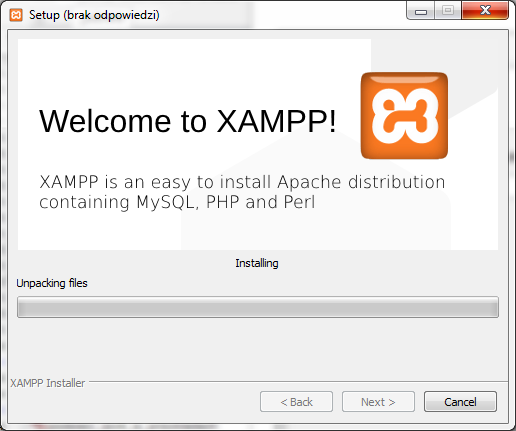 Setup (brak odpowiedzi)
Welcome to XAMPP!
XAMPP is an easy to install Apache distribution
containing MySQL, PHP and Perl
Installing
Unpacking files
XAMPP Installer
< Back
Next >
Cancel